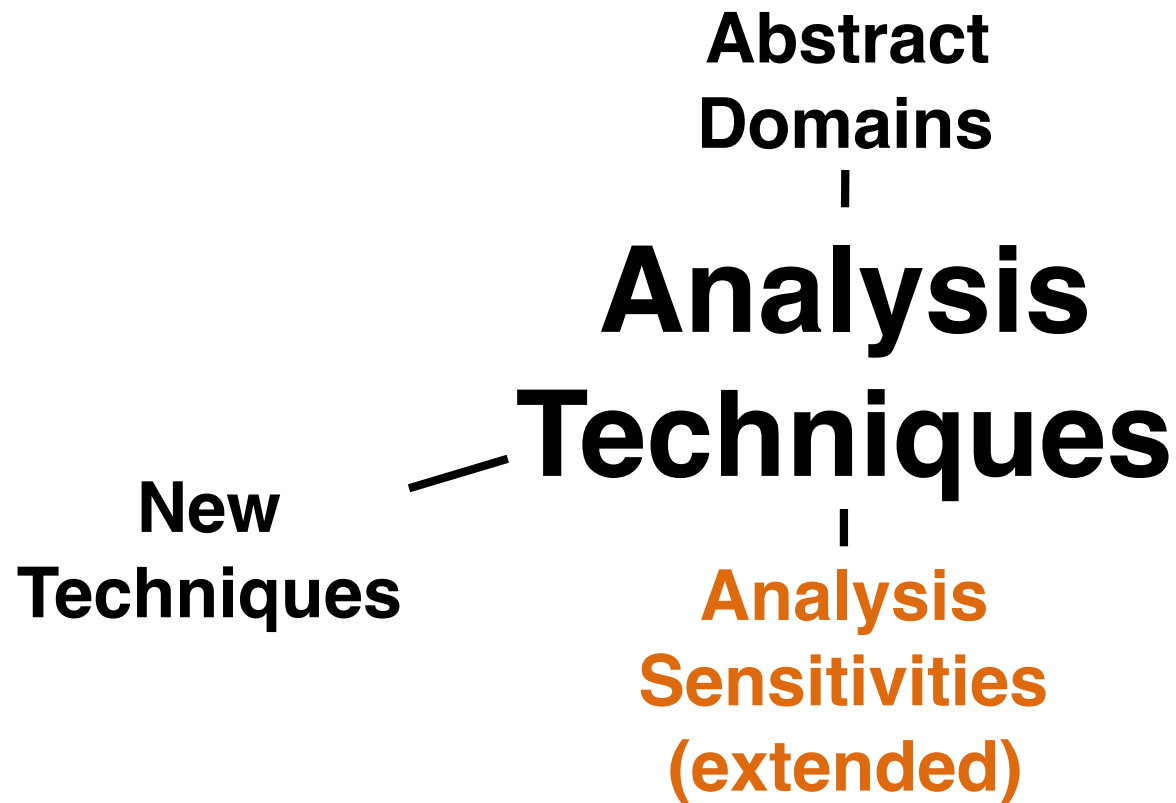 Abstract
Domains
Analysis
Techniques
New
Techniques
Analysis
Sensitivities
(extended)